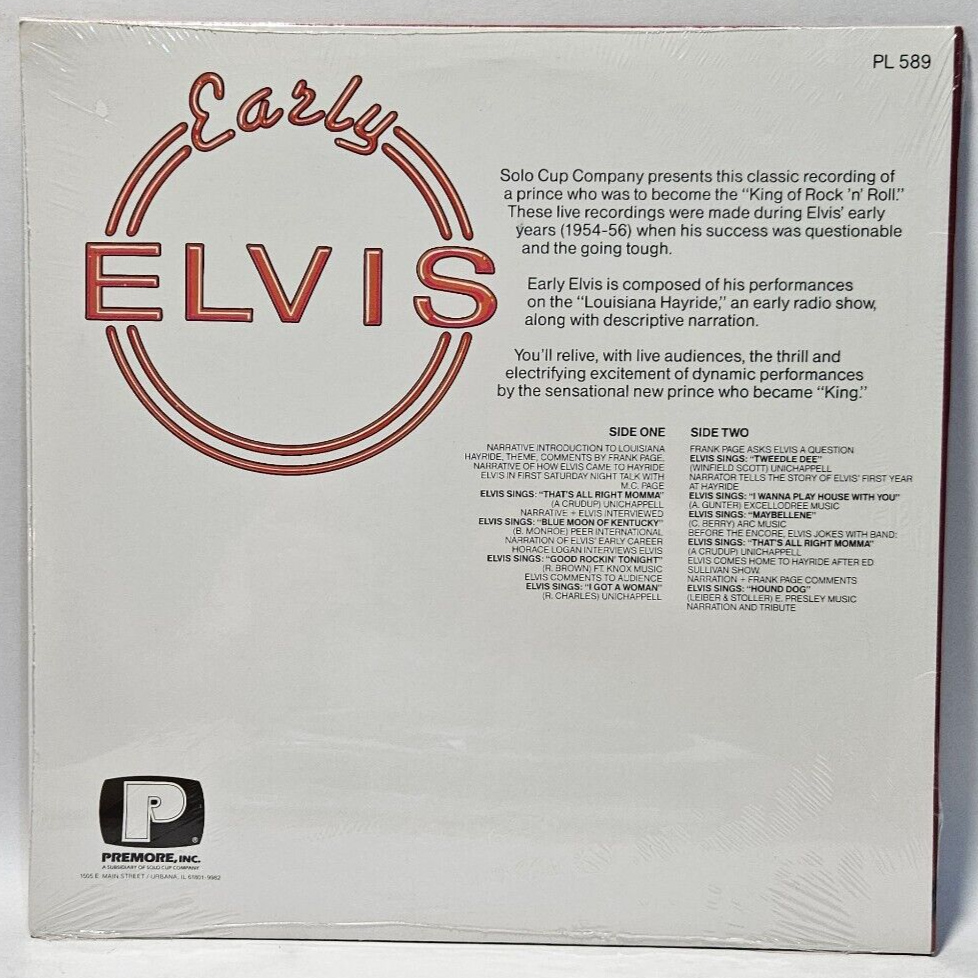 PL 589
Early
ELVIS
Solo Cup Company presents this classic recording of
a prince who was to become the "King of Rock 'n' Roll."
These live recordings were made during Elvis' early
years (1954-56) when his success was questionable
and the going tough.
Early Elvis is composed of his performances
on the "Louisiana Hayride," an early radio show,
along with descriptive narration.
You'll relive, with live audiences, the thrill and
electrifying excitement of dynamic performances
by the sensational new prince who became "King."
SIDE ONE
NARRATIVE INTRODUCTION TO LOUISIANA
HAYRIDE, THEME, COMMENTS BY FRANK PAGE,
NARRATIVE OF HOW ELVIS CAME TO HAYRIDE
ELVIS IN FIRST SATURDAY NIGHT TALK WITH
M.C. PAGE
ELVIS SINGS: "THAT'S ALL RIGHT MOMMA"
(A CRUDUP) UNICHAPPELL
NARRATIVE + ELVIS INTERVIEWED
ELVIS SINGS: "BLUE MOON OF KENTUCKY"
(B. MONROE) PEER INTERNATIONAL
NARRATION OF ELVIS' EARLY CAREER
HORACE LOGAN INTERVIEWS ELVIS
ELVIS SINGS: "GOOD ROCKIN' TONIGHT"
(R. BROWN) FT. KNOX MUSIC
ELVIS COMMENTS TO AUDIENCE
ELVIS SINGS: "I GOT A WOMAN"
(R. CHARLES) UNICHAPPELL
SIDE TWO
FRANK PAGE ASKS ELVIS A QUESTION
ELVIS SINGS: "TWEEDLE DEE"
(WINFIELD SCOTT) UNICHAPPELL
NARRATOR TELLS THE STORY OF ELVIS' FIRST YEAR
AT HAYRIDE
ELVIS SINGS: "I WANNA PLAY HOUSE WITH YOU"
(A. GUNTER) EXCELLODREE MUSIC
ELVIS SINGS: "MAYBELLENE"
(C. BERRY) ARC MUSIC
BEFORE THE ENCORE, ELVIS JOKES WITH BAND:
ELVIS SINGS: "THAT'S ALL RIGHT MOMMA"
(A CRUDUP) UNICHAPPELL
ELVIS COMES HOME TO HAYRIDE AFTER ED
SULLIVAN SHOW.
NARRATION + FRANK PAGE COMMENTS
ELVIS SINGS: "HOUND DOG"
(LEIBER & STOLLER) E. PRESLEY MUSIC
NARRATION AND TRIBUTE
P
®
PREMORE, INC.
A SUBSIDIARY OF SOLO CUP COMPANY
1505 E. MAIN STREET / URBANA, IL 61801-9962